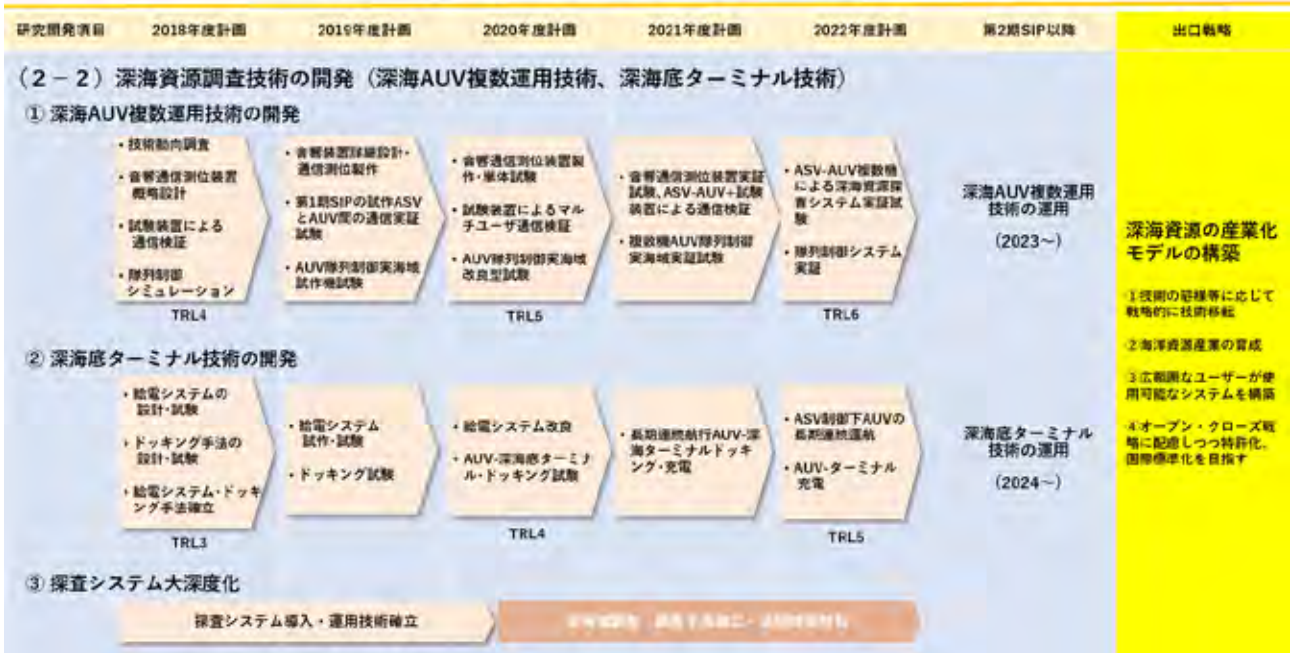 研究開発項目
2018年度計画
2019年度計画
2020年度計画
2021年度計画
2022年度計画
第2期SIP以降
出口戦略
(2－2) 深海資源調査技術の開発（深海AUV複数運用技術、深海底ターミナル技術）
① 深海AUV複数運用技術の開発
・技術動向調査
・音響通信測位装置
概略設計
・試験装置による
通信検証
・隊列制御
シミュレーション
TRL4
・音響装置詳細設計・
通信測位製作
・第1期SIPの試作ASV
とAUV間の通信実証
試験
・AUV隊列制御実海域
試作機試験
・音響通信測位装置製
作・単体試験
・試験装置によるマル
チユーザ通信検証
・AUV隊列制御実海域
改良型試験
TRL5
・音響通信測位装置実証
試験、ASV-AUV+試験
装置による通信検証
・複数機AUV隊列制御
実海域実証試験
・ASV-AUV複数機
による深海資源探
査システム実証試
験
・隊列制御システム
実証
TRL6
深海AUV複数運用
技術の運用
（2023～）
② 深海底ターミナル技術の開発
・給電システムの
設計・試験
・ドッキング手法の
設計・試験
・給電システム・ドッキ
ング手法確立
TRL3
・給電システム
試作・試験
・ドッキング試験
・給電システム改良
・AUV-深海底ターミナ
ル・ドッキング試験
TRL4
・長期連続航行AUV-深
海ターミナルドッキ
ング・充電
・ASV制御下AUVの
長期連続運航
・AUV-ターミナル
充電
TRL5
深海底ターミナル
技術の運用
（2024～）
③ 探査システム大深度化
探査システム導入・運用技術確立
深海資源の産業化
モデルの構築
①技術の諸様等に応じて
戦略的に技術移転
②海洋資源産業の育成
③広範囲なユーザーが使
用可能なシステムを構築
④オープン・クローズ戦
略に配慮しつつ特許化、
国際標準化を目指す